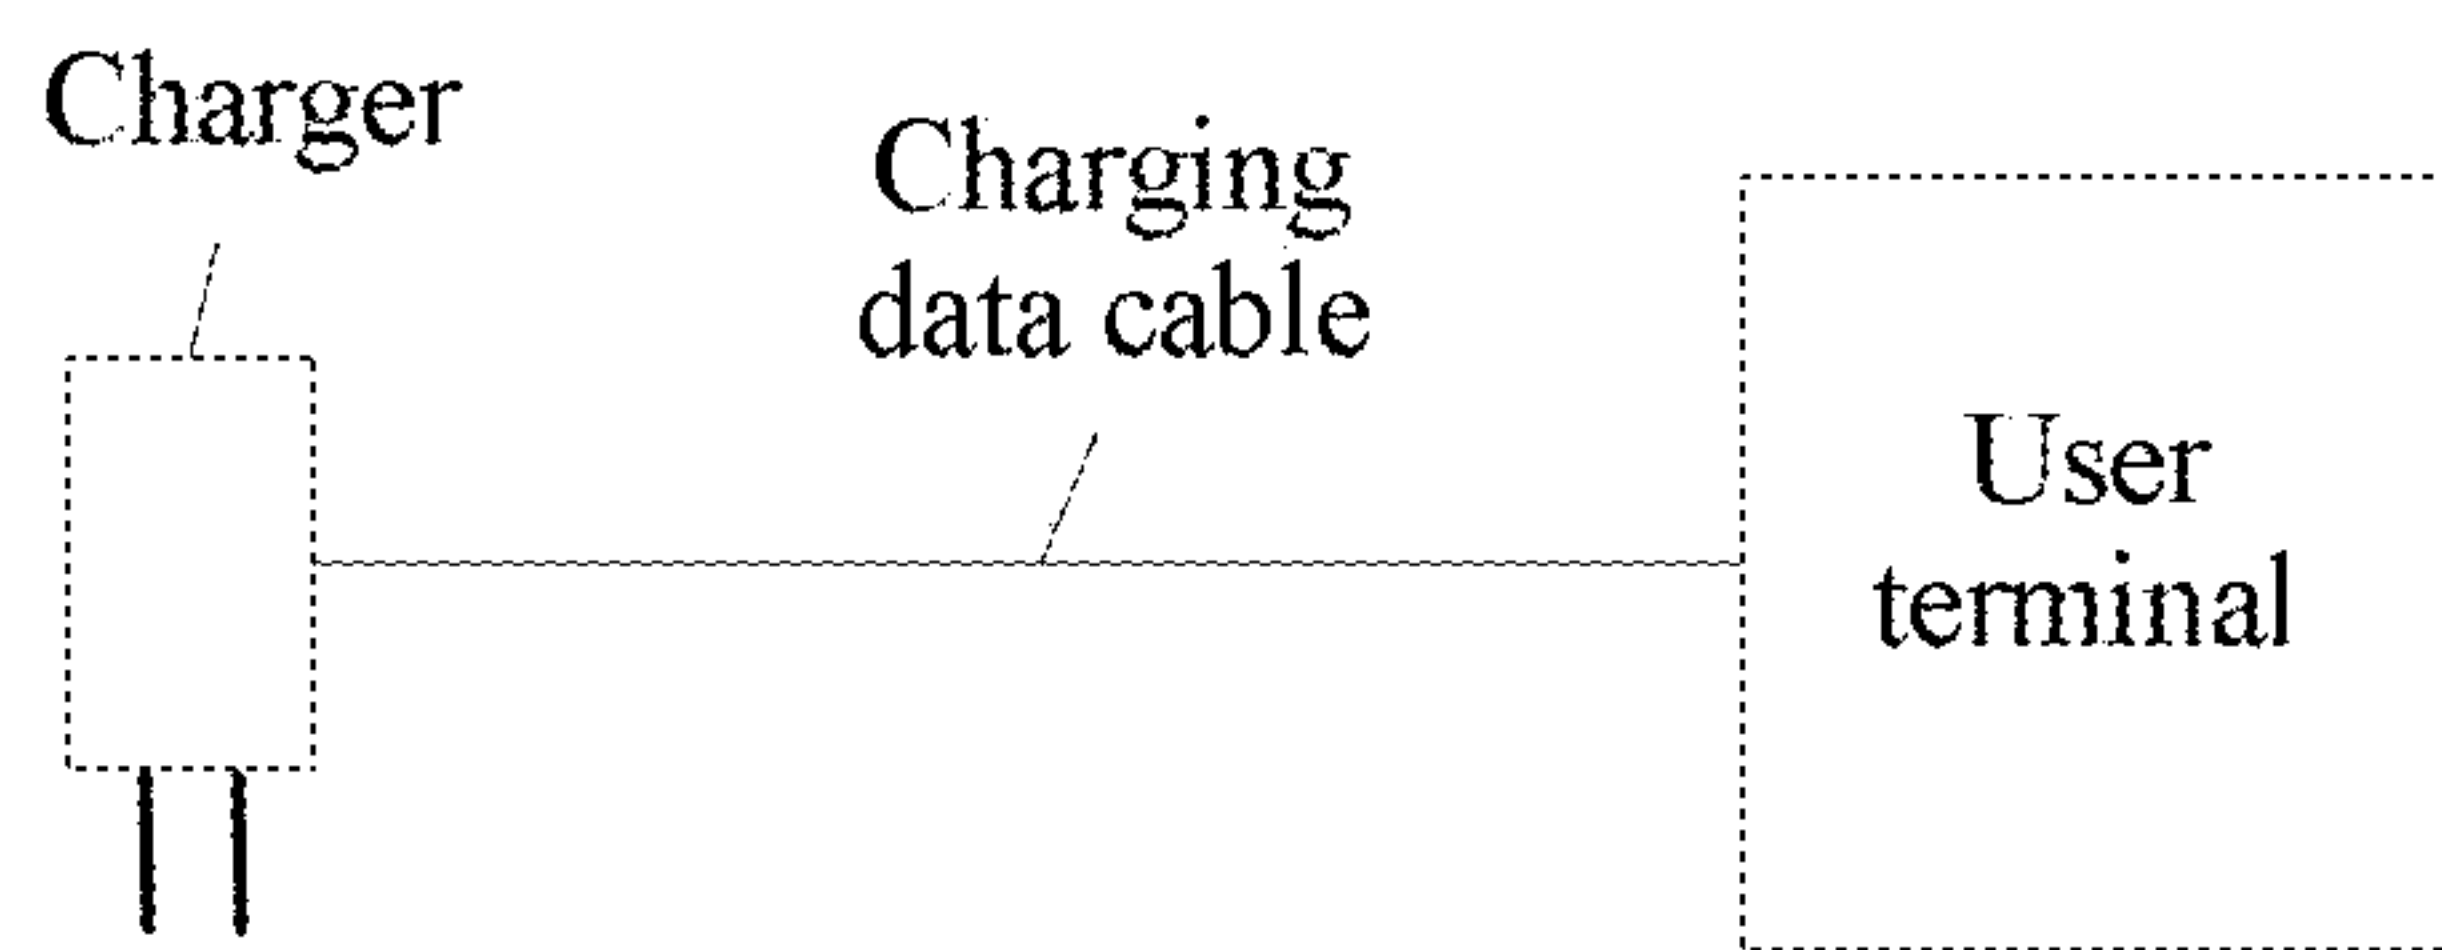 Charger
Charging
data cable
User
terminal